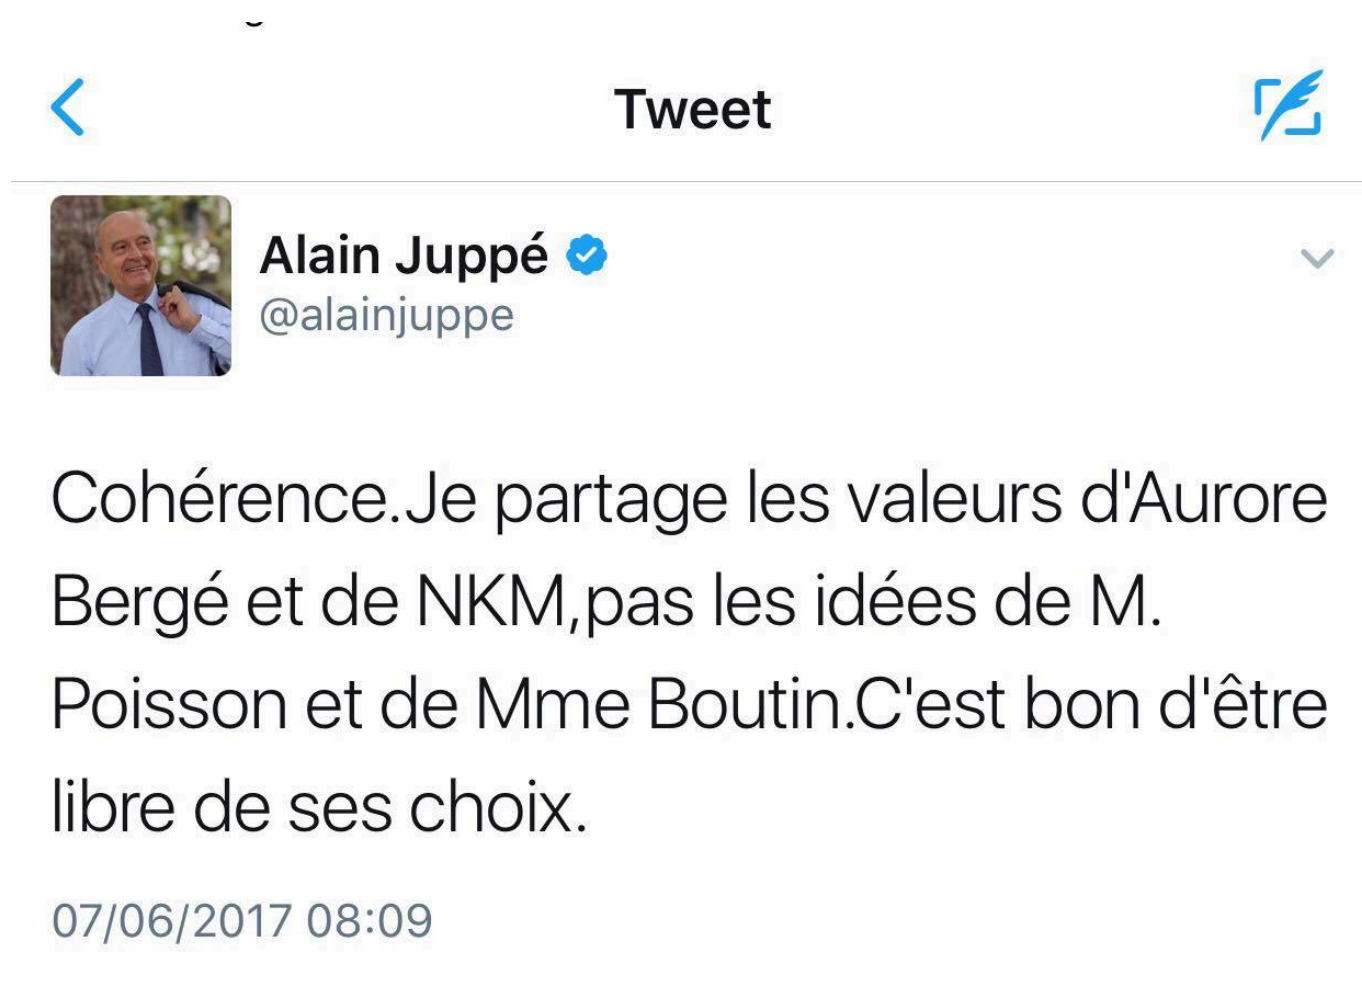 Tweet
Alain Juppé
@alainjuppe
Cohérence.Je partage les valeurs d'Aurore
Bergé et de NKM,pas les idées de M.
Poisson et de Mme Boutin.C'est bon d'être
libre de ses choix.
07/06/2017 08:09